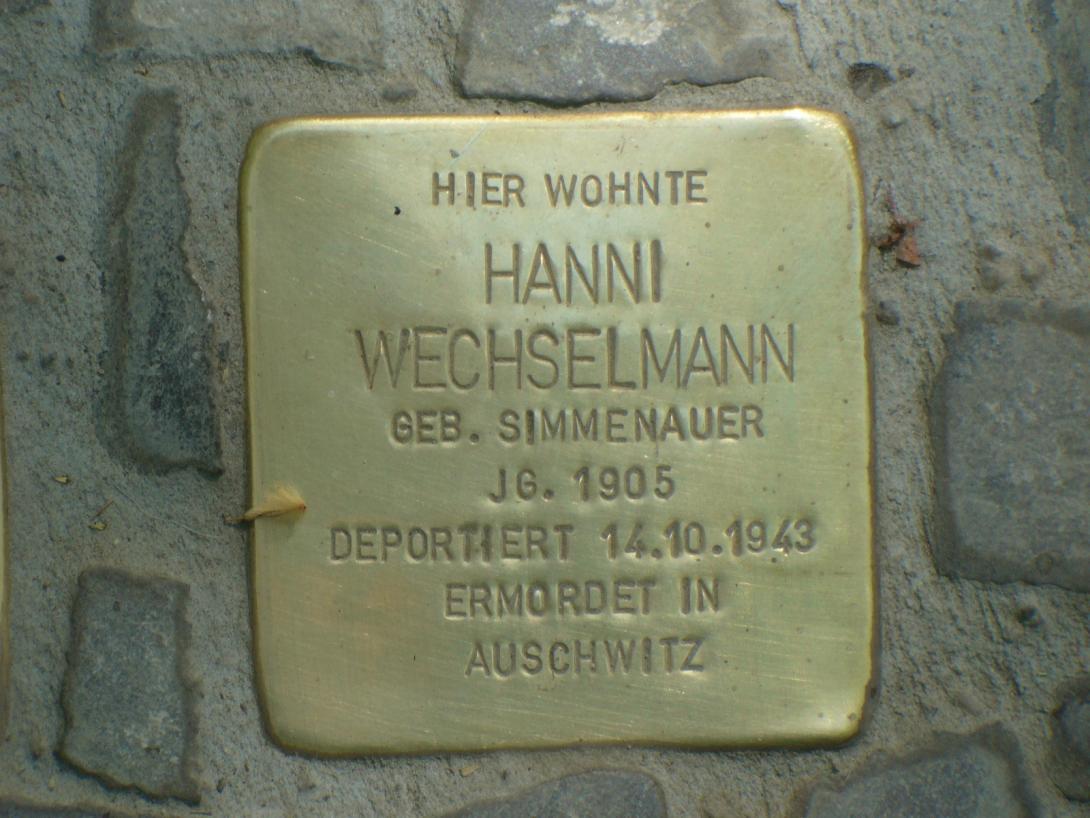 HIER WOHNTE
HANNI
WECHSELMANN
GEB. SIMMENAUER
JG. 1905
DEPORTIERT 14.10.1943
ERMORDET IN
AUSCHWITZ